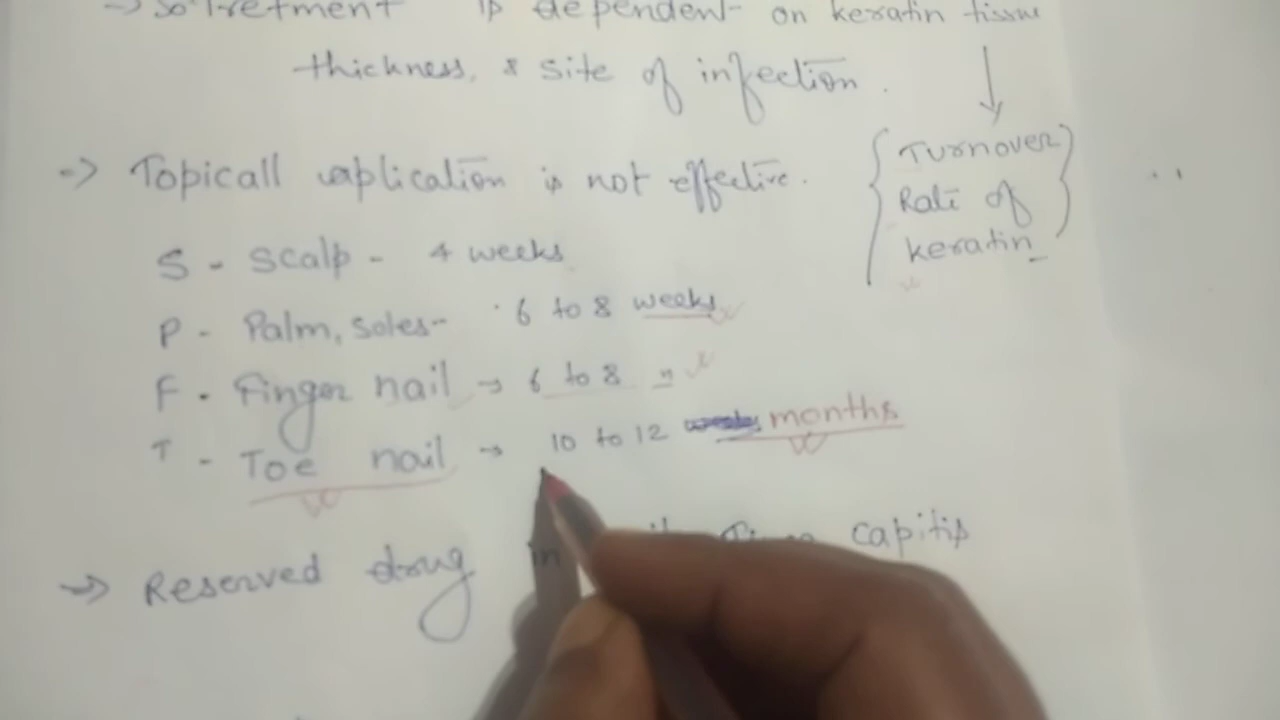 -> So Tretment is dependent on keratin tissue
thickness, & site of infection.
{ Turnover Rate of keratin }
-> Topicall aplication is not effective.
S - scalp - 4 weeks
P - Palm, soles - 6 to 8 weeks
F - Finger nail -> 6 to 8 "
T - Toe nail -> 10 to 12 months
-> Reserved drug in capitis